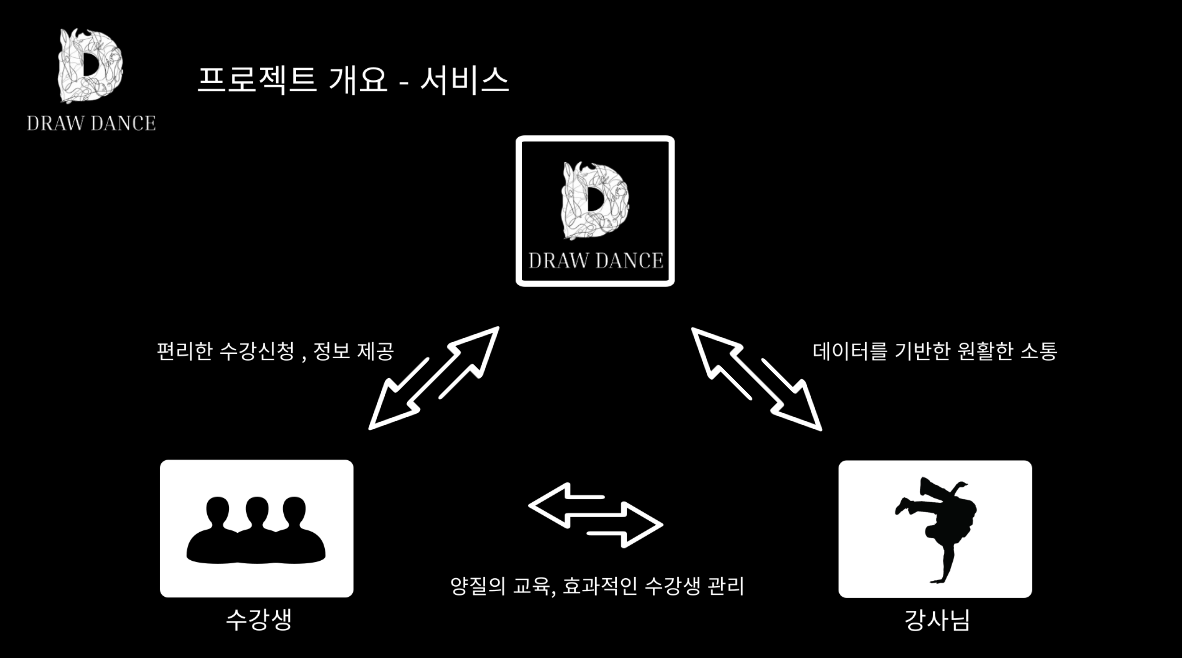 DRAW DANCE
프로젝트 개요 - 서비스
DRAW DANCE
편리한 수강신청 , 정보 제공
데이터를 기반한 원활한 소통
양질의 교육, 효과적인 수강생 관리
수강생
강사님